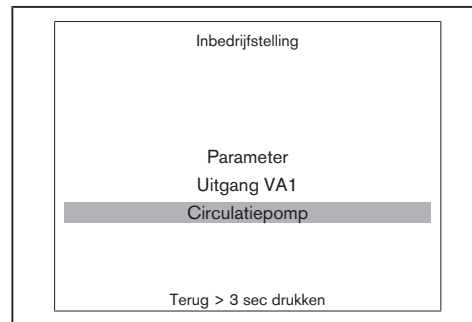 Inbedrijfstelling
Parameter
Uitgang VA1
Circulatiepomp
Terug > 3 sec drukken